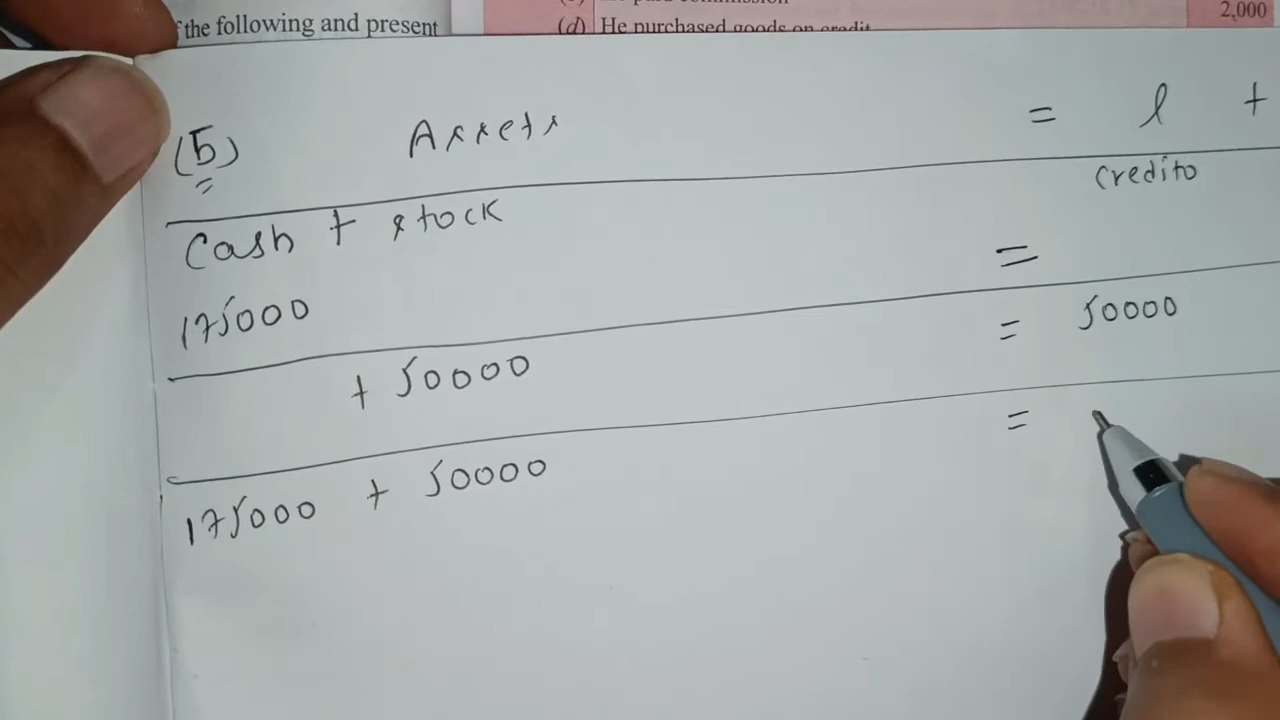 the following and present
(d) He purchased goods on credit
2,000
(5) Assets = l +
Cash + stock credito
175000 =
+ 50000 = 50000
175000 + 50000 =